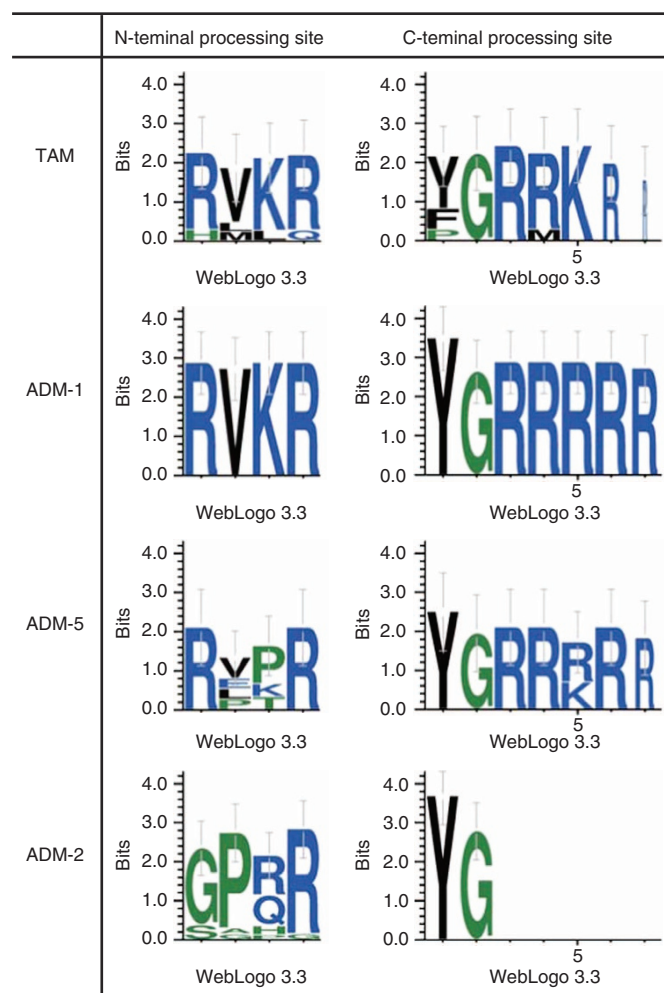 N-teminal processing site C-teminal processing site
TAM
Bits
4.0
3.0
2.0
1.0
0.0
RVKR
H L L Q
M
WebLogo 3.3
Bits
4.0
3.0
2.0
1.0
0.0
YGRRKR
F M
P
5
WebLogo 3.3
ADM-1
Bits
4.0
3.0
2.0
1.0
0.0
RVKR
WebLogo 3.3
Bits
4.0
3.0
2.0
1.0
0.0
YGRRRRR
5
WebLogo 3.3
ADM-5
Bits
4.0
3.0
2.0
1.0
0.0
RVPR
E K
L T
P
WebLogo 3.3
Bits
4.0
3.0
2.0
1.0
0.0
YGRRRRR
K
5
WebLogo 3.3
ADM-2
Bits
4.0
3.0
2.0
1.0
0.0
GPRR
Q
S A H
WebLogo 3.3
Bits
4.0
3.0
2.0
1.0
0.0
YG
5
WebLogo 3.3